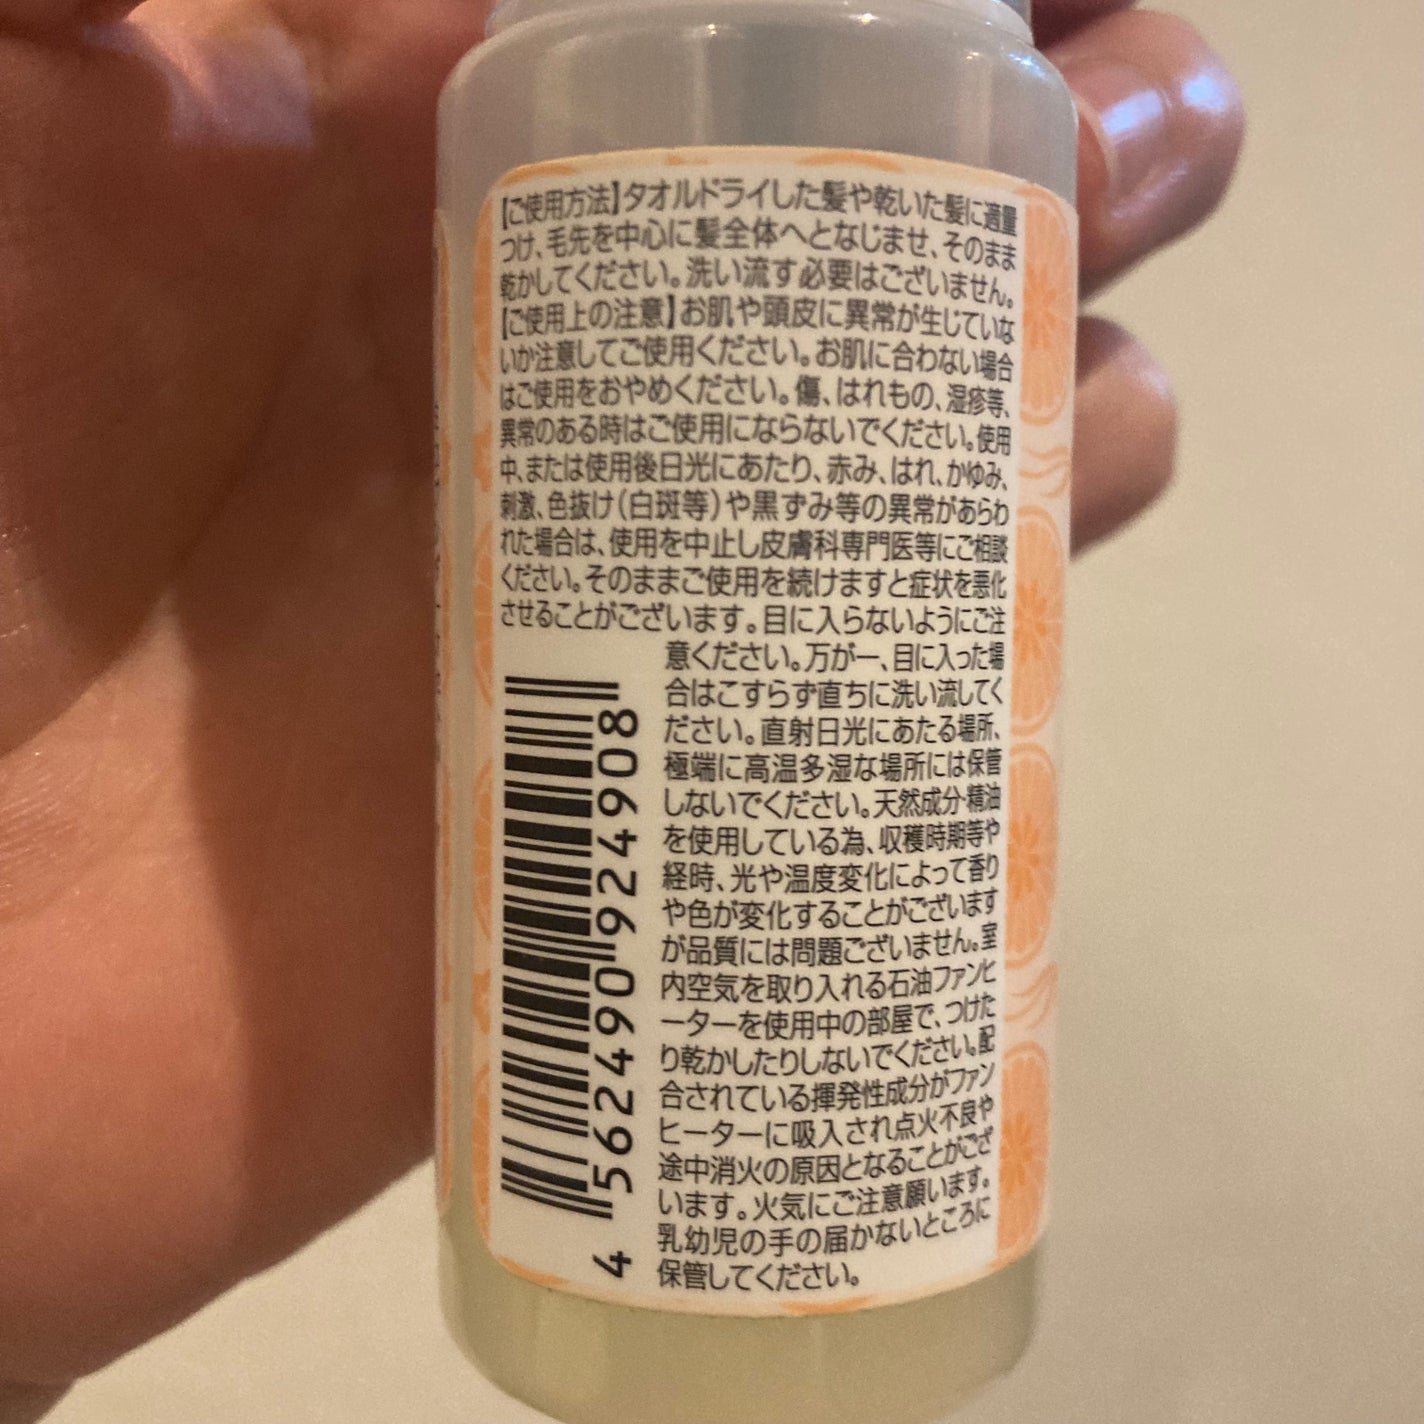 【ご使用方法】タオルドライした髪や乾いた髪に適量
つけ、毛先を中心に髪全体へとなじませ、そのまま
乾かしてください。洗い流す必要はございません。
【ご使用上の注意】お肌や頭皮に異常が生じていな
いか注意してご使用ください。お肌に合わない場合
はご使用をおやめください。傷、はれもの、湿疹等、
異常のある時はご使用にならないでください。使用
中、または使用後日光にあたり、赤み、はれ、かゆみ、
刺激、色抜け（白斑等）や黒ずみ等の異常があらわ
れた場合は、使用を中止し皮膚科専門医等にご相談
ください。そのままご使用を続けますと症状を悪化
させることがございます。目に入らないようにご注
意ください。万が一、目に入った場
合はこすらず直ちに洗い流してく
ださい。直射日光にあたる場所、
極端に高温多湿な場所には保管
しないでください。天然成分・精油
を使用している為、収穫時期等や
経時、光や温度変化によって香り
や色が変化することがございます
が品質には問題ございません。室
内空気を取り入れる石油ファンヒ
ーターを使用中の部屋で、つけた
り乾かしたりしないでください。配
合されている揮発性成分がファン
ヒーターに吸入され点火不良や
途中消火の原因となることがござ
います。火気にご注意願います。
乳幼児の手の届かないところに
保管してください。
4 562490 924908